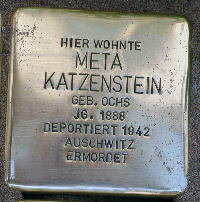 HIER WOHNTE
META
KATZENSTEIN
GEB. OCHS
JG. 1888
DEPORTIERT 1942
AUSCHWITZ
ERMORDET